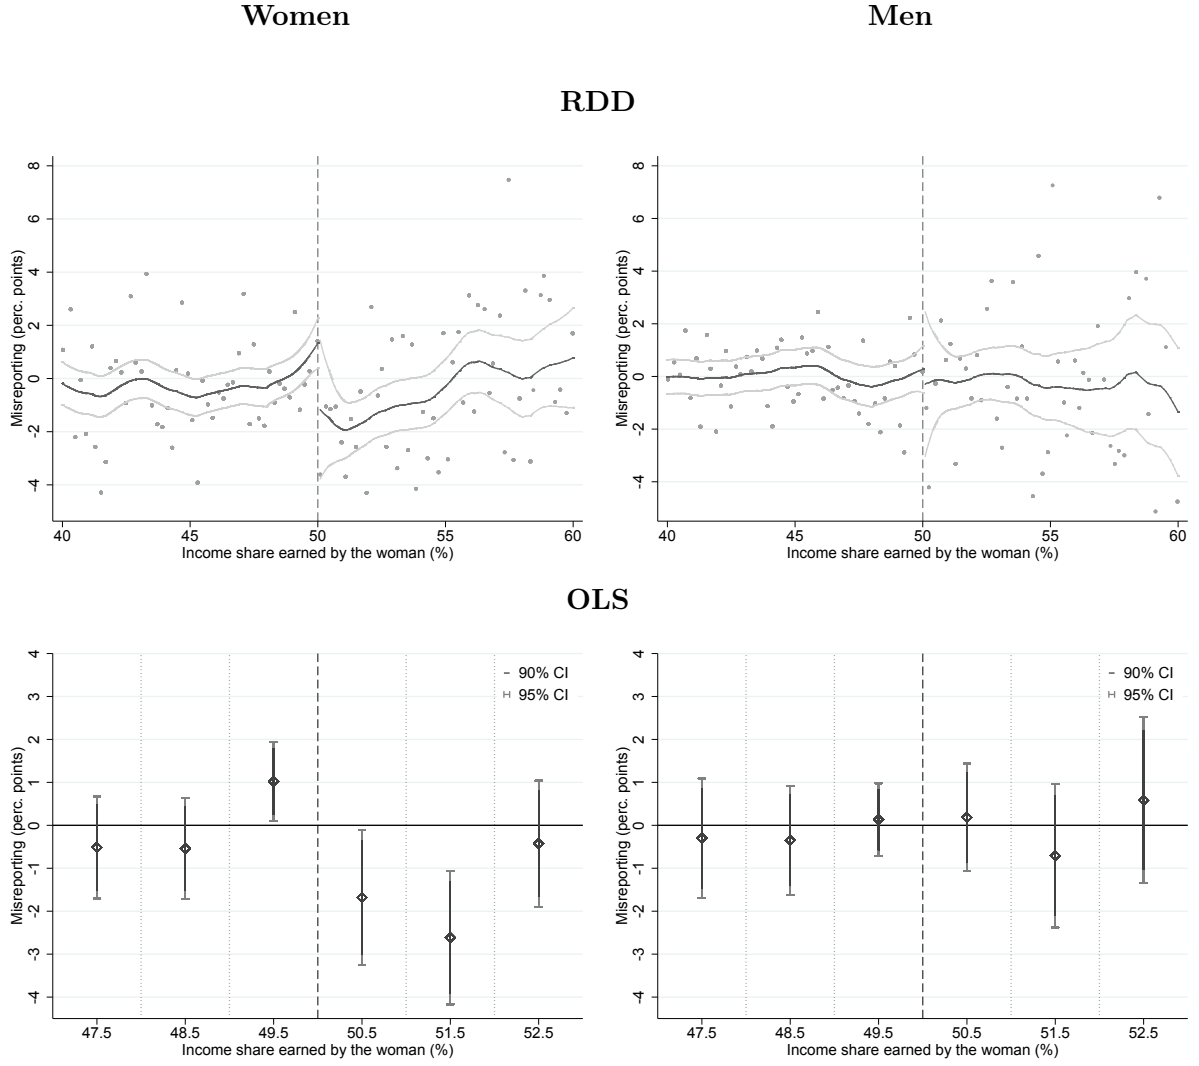 Women Men
RDD
Misreporting (perc. points)
8
6
4
2
0
-2
-4
40 45 50 55 60
Income share earned by the woman (%)
Misreporting (perc. points)
8
6
4
2
0
-2
-4
40 45 50 55 60
Income share earned by the woman (%)
OLS
Misreporting (perc. points)
4
3
2
1
0
-1
-2
-3
-4
90% CI
95% CI
47.5 48.5 49.5 50.5 51.5 52.5
Income share earned by the woman (%)
Misreporting (perc. points)
4
3
2
1
0
-1
-2
-3
-4
90% CI
95% CI
47.5 48.5 49.5 50.5 51.5 52.5
Income share earned by the woman (%)